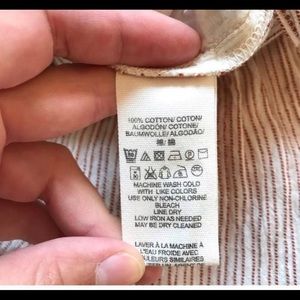 100% COTTON/ COTON/
ALGODÓN/ COTONE/
BAUMWOLLE/ ALGODÃO/
MACHINE WASH COLD
WITH LIKE COLORS
USE ONLY NON-CHLORINE
BLEACH
LINE DRY
LOW IRON AS NEEDED
MAY BE DRY CLEANED
LAVER À LA MACHINE À
L'EAU FROIDE AVEC
COULEURS SIMILAIRES